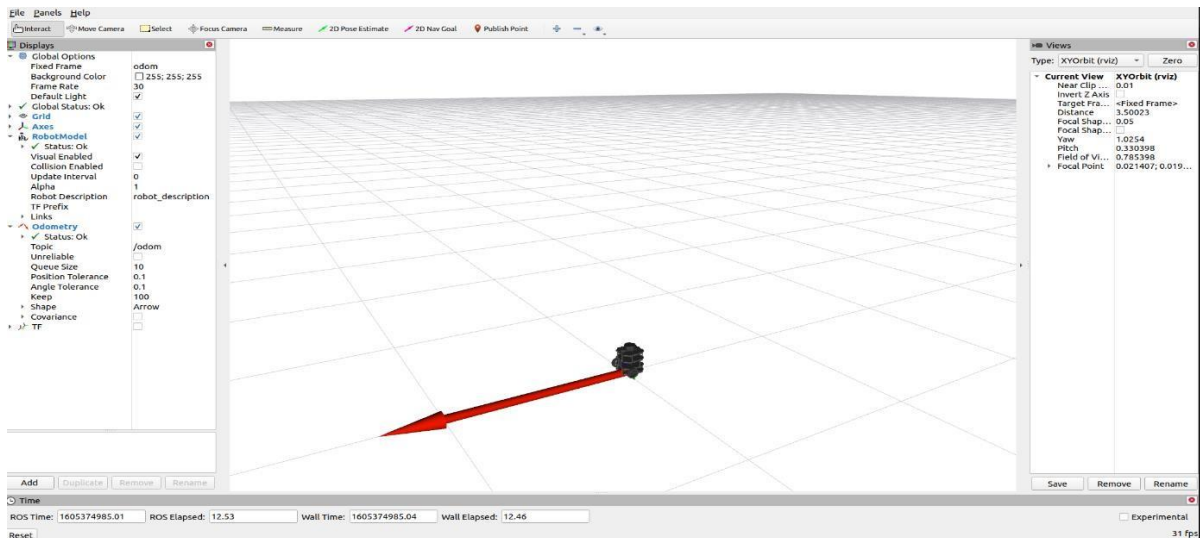 File Panels Help
Interact Move Camera Select Focus Camera Measure 2D Pose Estimate 2D Nav Goal Publish Point
Displays
Global Options
Fixed Frame odom
Background Color 255; 255; 255
Frame Rate 30
Default Light
Global Status: Ok
Grid
Axes
RobotModel
Status: Ok
Visual Enabled
Collision Enabled
Update Interval 0
Alpha 1
Robot Description robot_description
TF Prefix
Links
Odometry
Status: Ok
Topic /odom
Unreliable
Queue Size 10
Position Tolerance 0.1
Angle Tolerance 0.1
Keep 100
Shape Arrow
Covariance
TF
Add Duplicate Remove Rename
Views
Type: XYOrbit (rviz) Zero
Current View XYOrbit (rviz)
Near Clip ... 0.01
Invert Z Axis
Target Fra... <Fixed Frame>
Distance 3.50023
Focal Shap... 0.05
Focal Shap...
Yaw 1.0254
Pitch 0.330398
Field of Vi... 0.785398
Focal Point 0.021407; 0.019...
Save Remove Rename
Time
ROS Time: 1605374985.01 ROS Elapsed: 12.53 Wall Time: 1605374985.04 Wall Elapsed: 12.46 Experimental
Reset 31 fps